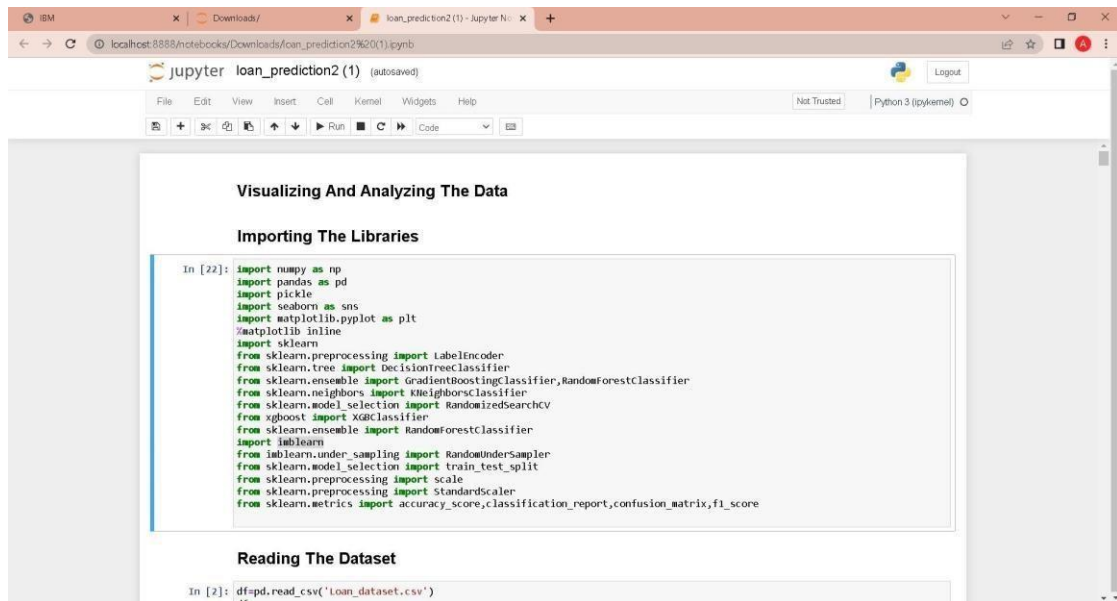 IBM
Downloads/
loan_prediction2 (1) - Jupyter No
localhost:8888/notebooks/Downloads/loan_prediction2%20(1).ipynb
A
jupyter loan_prediction2 (1) (autosaved)
Logout
File Edit View Insert Cell Kernel Widgets Help
Not Trusted Python 3 (ipykernel)
Run Code
Visualizing And Analyzing The Data
Importing The Libraries
In [22]: import numpy as np
import pandas as pd
import pickle
import seaborn as sns
import matplotlib.pyplot as plt
%matplotlib inline
import sklearn
from sklearn.preprocessing import LabelEncoder
from sklearn.tree import DecisionTreeClassifier
from sklearn.ensemble import GradientBoostingClassifier,RandomForestClassifier
from sklearn.neighbors import KNeighborsClassifier
from sklearn.model_selection import RandomizedSearchCV
from xgboost import XGBClassifier
from sklearn.ensemble import RandomForestClassifier
import imblearn
from imblearn.under_sampling import RandomUnderSampler
from sklearn.model_selection import train_test_split
from sklearn.preprocessing import scale
from sklearn.preprocessing import StandardScaler
from sklearn.metrics import accuracy_score,classification_report,confusion_matrix,f1_score
Reading The Dataset
In [2]: df=pd.read_csv('Loan_dataset.csv')